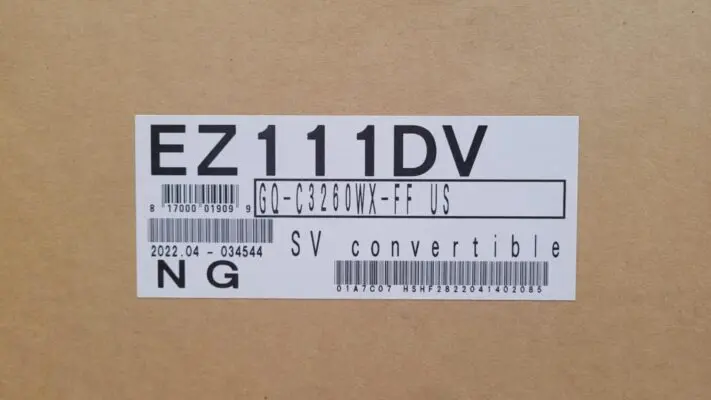 EZ111DV
GQ-C3260WX-FF US
8 17000 01909 9
2022.04 - 034544
SV convertible
NG
01A7C07 HSHF2822041402085